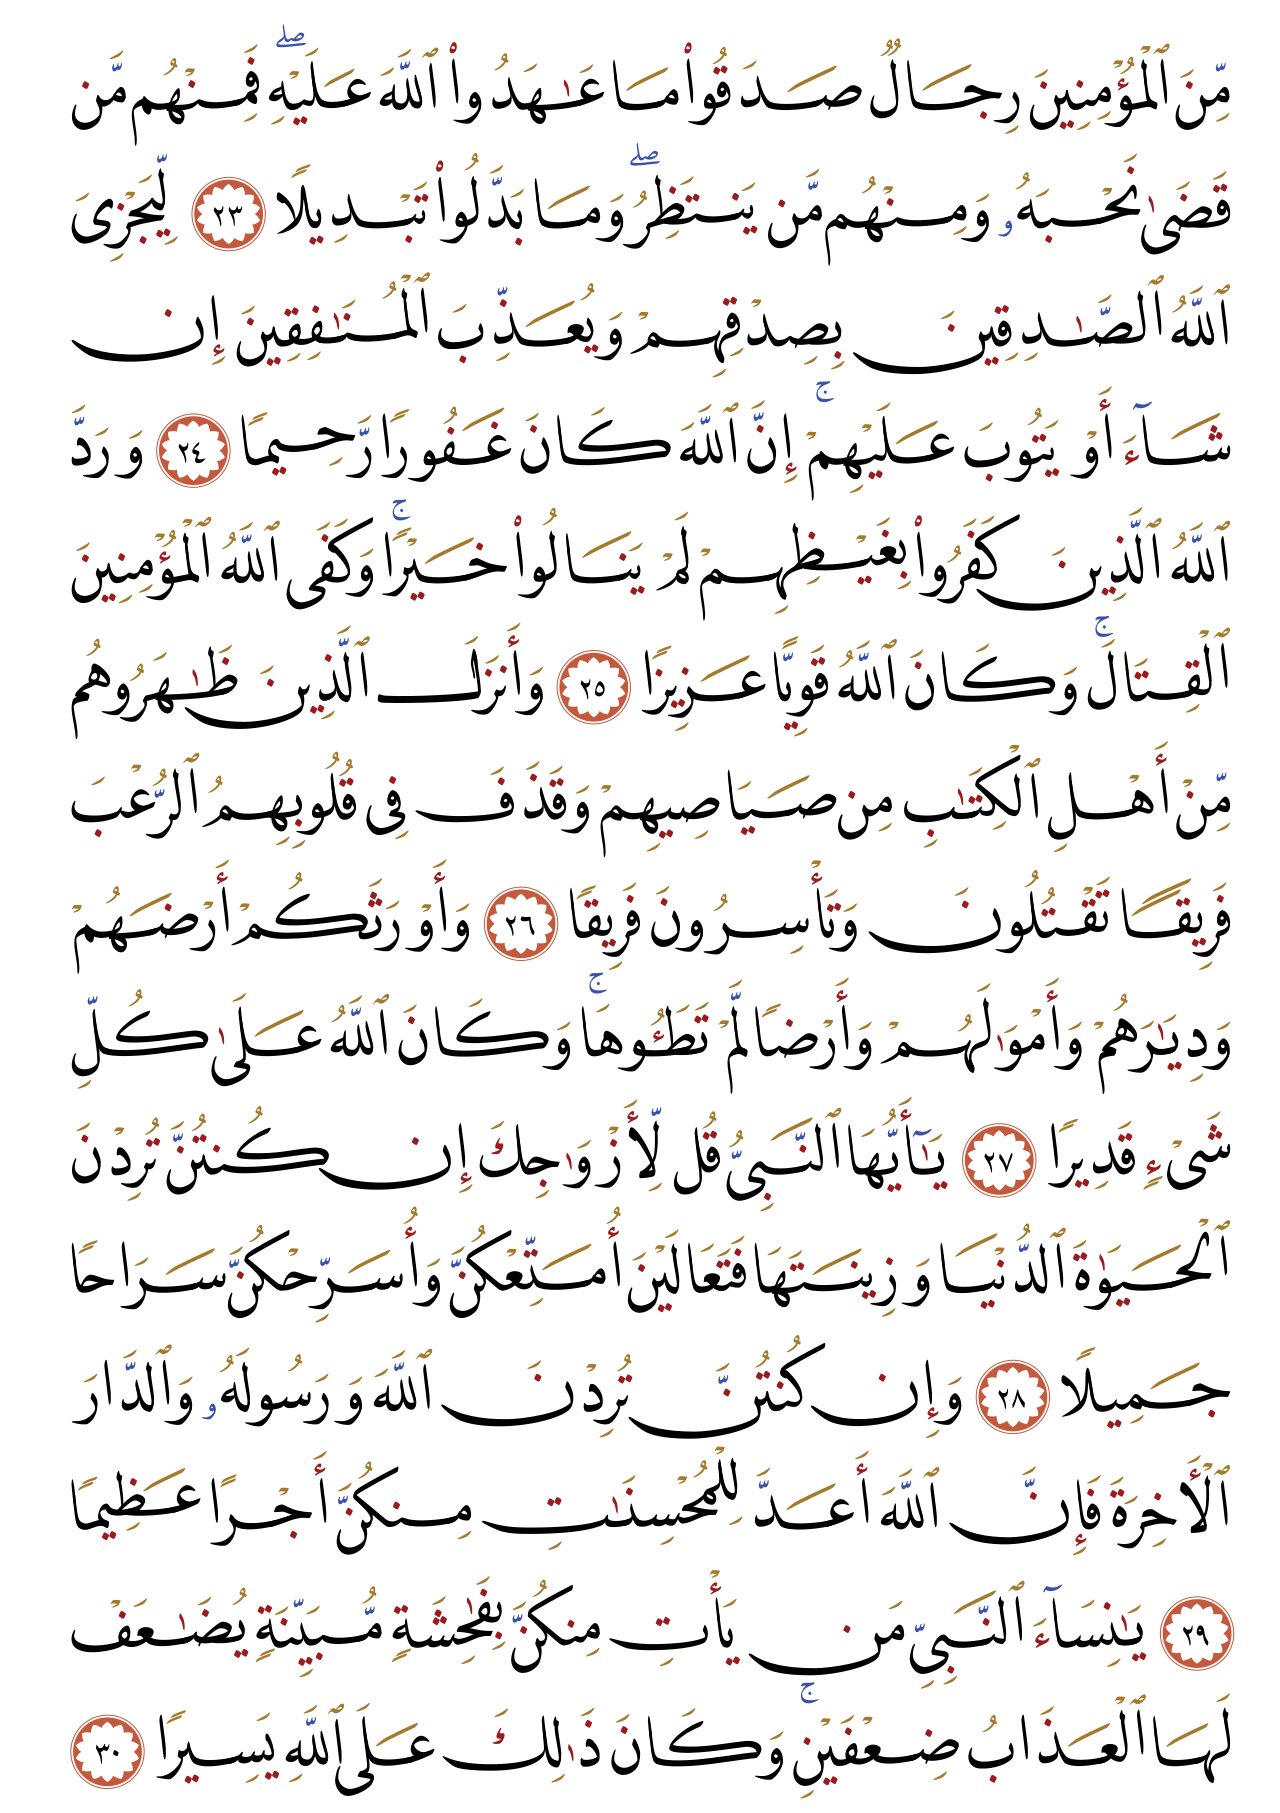 مِّنَ ٱلْمُؤْمِنِينَ رِجَالٌ صَدَقُوا۟ مَا عَـٰهَدُوا۟ ٱللَّهَ عَلَيْهِ ۖ فَمِنْهُم مَّن
قَضَىٰ نَحْبَهُۥ وَمِنْهُم مَّن يَنتَظِرُ ۖ وَمَا بَدَّلُوا۟ تَبْدِيلًا ٢٣ لِّيَجْزِىَ
ٱللَّهُ ٱلصَّـٰدِقِينَ بِصِدْقِهِمْ وَيُعَذِّبَ ٱلْمُنَـٰفِقِينَ إِن
شَآءَ أَوْ يَتُوبَ عَلَيْهِمْ ۚ إِنَّ ٱللَّهَ كَانَ غَفُورًا رَّحِيمًا ٢٤ وَرَدَّ
ٱللَّهُ ٱلَّذِينَ كَفَرُوا۟ بِغَيْظِهِمْ لَمْ يَنَالُوا۟ خَيْرًا ۚ وَكَفَى ٱللَّهُ ٱلْمُؤْمِنِينَ
ٱلْقِتَالَ ۚ وَكَانَ ٱللَّهُ قَوِيًّا عَزِيزًا ٢٥ وَأَنزَلَ ٱلَّذِينَ ظَـٰهَرُوهُم
مِّنْ أَهْلِ ٱلْكِتَـٰبِ مِن صَيَاصِيهِمْ وَقَذَفَ فِى قُلُوبِهِمُ ٱلرُّعْبَ
فَرِيقًا تَقْتُلُونَ وَتَأْسِرُونَ فَرِيقًا ٢٦ وَأَوْرَثَكُمْ أَرْضَهُمْ
وَدِيَـٰرَهُمْ وَأَمْوَٰلَهُمْ وَأَرْضًا لَّمْ تَطَـُٔوهَا ۚ وَكَانَ ٱللَّهُ عَلَىٰ كُلِّ
شَىْءٍ قَدِيرًا ٢٧ يَـٰٓأَيُّهَا ٱلنَّبِىُّ قُل لِّأَزْوَٰجِكَ إِن كُنتُنَّ تُرِدْنَ
ٱلْحَيَوٰةَ ٱلدُّنْيَا وَزِينَتَهَا فَتَعَالَيْنَ أُمَتِّعْكُنَّ وَأُسَرِّحْكُنَّ سَرَاحًا
جَمِيلًا ٢٨ وَإِن كُنتُنَّ تُرِدْنَ ٱللَّهَ وَرَسُولَهُۥ وَٱلدَّارَ
ٱلْأَخِرَةَ فَإِنَّ ٱللَّهَ أَعَدَّ لِلْمُحْسِنَـٰتِ مِنكُنَّ أَجْرًا عَظِيمًا
٢٩ يَـٰنِسَآءَ ٱلنَّبِىِّ مَن يَأْتِ مِنكُنَّ بِفَـٰحِشَةٍ مُّبَيِّنَةٍ يُضَـٰعَفْ
لَهَا ٱلْعَذَابُ ضِعْفَيْنِ ۚ وَكَانَ ذَٰلِكَ عَلَى ٱللَّهِ يَسِيرًا ٣٠